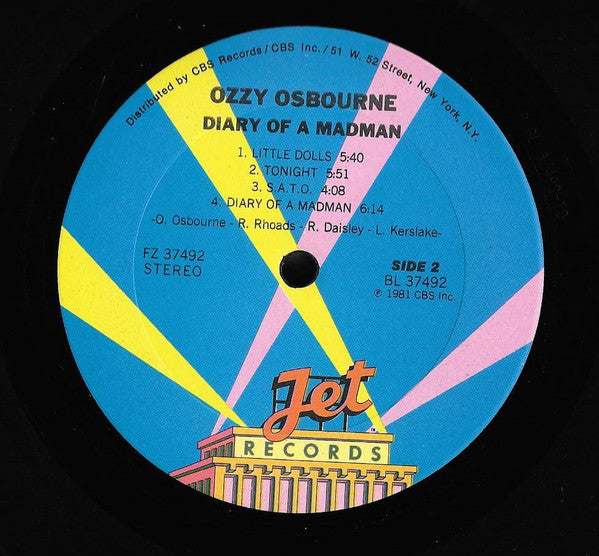 Distributed by CBS Records/CBS Inc./51 W. 52 Street, New York, N.Y.
OZZY OSBOURNE
DIARY OF A MADMAN
1. LITTLE DOLLS 5:40
2. TONIGHT 5:51
3. S.A.T.O. 4:08
4. DIARY OF A MADMAN 6:14
-O. Osbourne - R. Rhoads - R. Daisley - L. Kerslake-
FZ 37492
STEREO
SIDE 2
BL 37492
℗ 1981 CBS Inc.
Jet
RECORDS